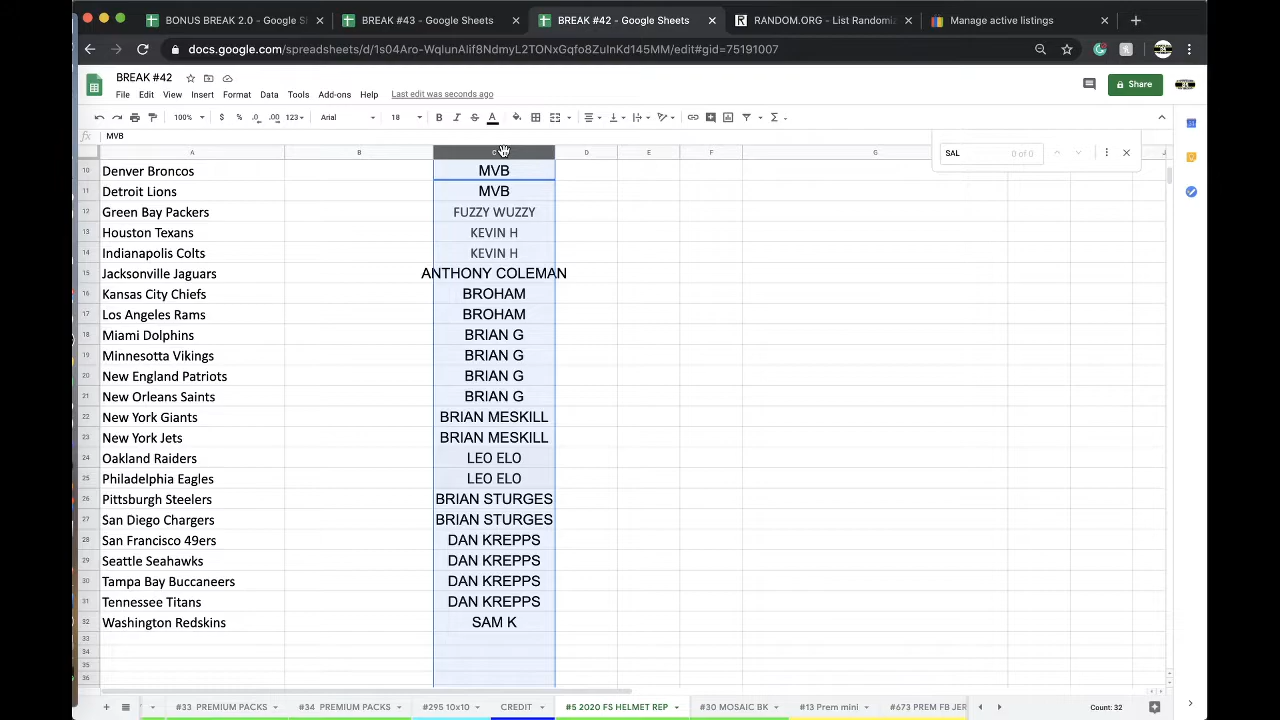 BONUS BREAK 2.0 - Google S
BREAK #43 - Google Sheets
BREAK #42 - Google Sheets
RANDOM.ORG - List Randomiz
Manage active listings
docs.google.com/spreadsheets/d/1s04Aro-WqlunAlif8NdmyL2TONxGqfo8ZulnKd145MM/edit#gid=75191007
BREAK #42
File Edit View Insert Format Data Tools Add-ons Help Last edit was seconds ago
Share
100% $ % .0 .00 123 Arial 18 B I S A
fx MVB
SAL 0 of 0
A B C D E F G
10 Denver Broncos MVB
11 Detroit Lions MVB
12 Green Bay Packers FUZZY WUZZY
13 Houston Texans KEVIN H
14 Indianapolis Colts KEVIN H
15 Jacksonville Jaguars ANTHONY COLEMAN
16 Kansas City Chiefs BROHAM
17 Los Angeles Rams BROHAM
18 Miami Dolphins BRIAN G
19 Minnesotta Vikings BRIAN G
20 New England Patriots BRIAN G
21 New Orleans Saints BRIAN G
22 New York Giants BRIAN MESKILL
23 New York Jets BRIAN MESKILL
24 Oakland Raiders LEO ELO
25 Philadelphia Eagles LEO ELO
26 Pittsburgh Steelers BRIAN STURGES
27 San Diego Chargers BRIAN STURGES
28 San Francisco 49ers DAN KREPPS
29 Seattle Seahawks DAN KREPPS
30 Tampa Bay Buccaneers DAN KREPPS
31 Tennessee Titans DAN KREPPS
32 Washington Redskins SAM K
33
34
35
36
#33 PREMIUM PACKS #34 PREMIUM PACKS #295 10x10 CREDIT #5 2020 FS HELMET REP #30 MOSAIC BK #13 Prem mini #673 PREM FB JER Count: 32